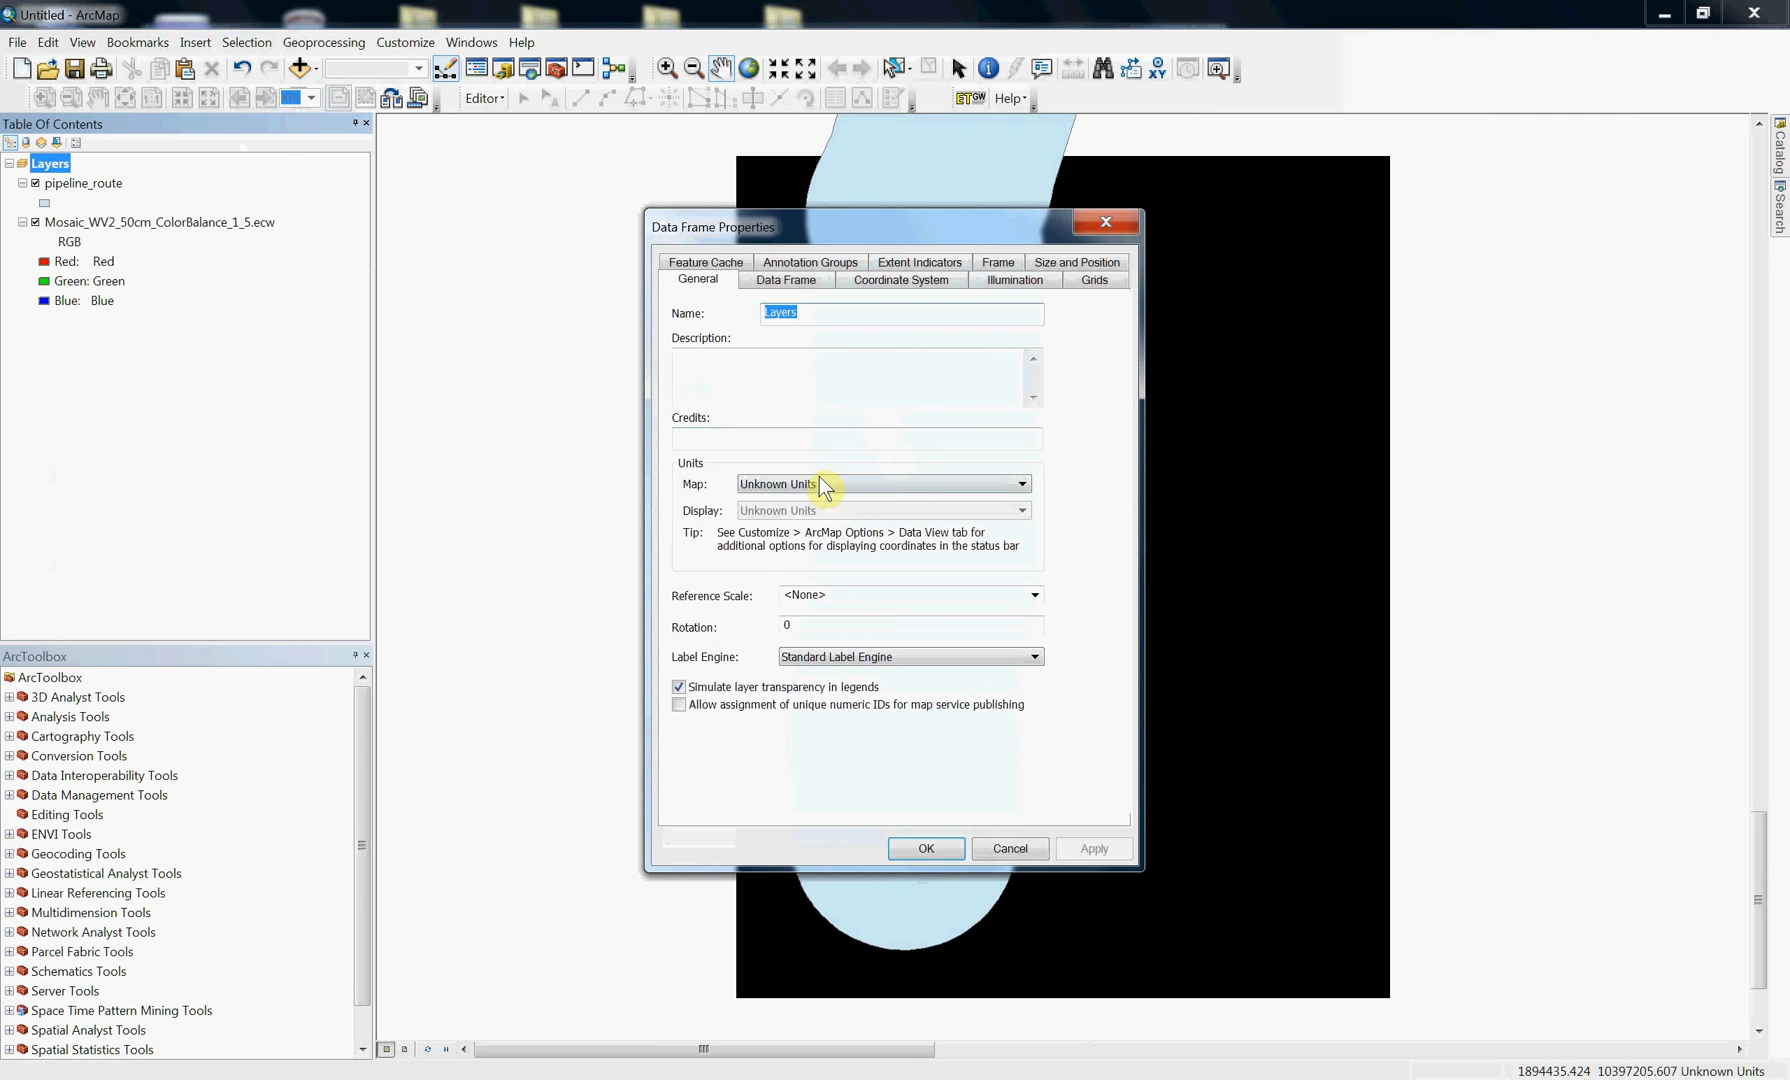 Untitled - ArcMap
File Edit View Bookmarks Insert Selection Geoprocessing Customize Windows Help
Editor
ET GW Help
Table Of Contents
Layers
pipeline_route
Mosaic_WV2_50cm_ColorBalance_1_5.ecw
RGB
Red: Red
Green: Green
Blue: Blue
ArcToolbox
ArcToolbox
3D Analyst Tools
Analysis Tools
Cartography Tools
Conversion Tools
Data Interoperability Tools
Data Management Tools
Editing Tools
ENVI Tools
Geocoding Tools
Geostatistical Analyst Tools
Linear Referencing Tools
Multidimension Tools
Network Analyst Tools
Parcel Fabric Tools
Schematics Tools
Server Tools
Space Time Pattern Mining Tools
Spatial Analyst Tools
Spatial Statistics Tools
Data Frame Properties
Feature Cache Annotation Groups Extent Indicators Frame Size and Position
General Data Frame Coordinate System Illumination Grids
Name: Layers
Description:
Credits:
Units
Map: Unknown Units
Display: Unknown Units
Tip: See Customize > ArcMap Options > Data View tab for
additional options for displaying coordinates in the status bar
Reference Scale: <None>
Rotation: 0
Label Engine: Standard Label Engine
Simulate layer transparency in legends
Allow assignment of unique numeric IDs for map service publishing
OK Cancel Apply
Catalog
Search
1894435.424 10397205.607 Unknown Units